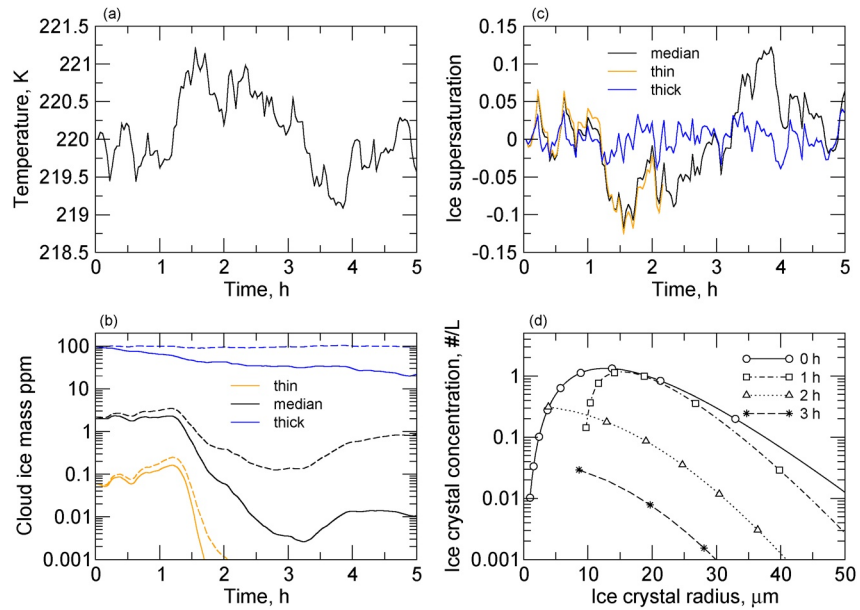 (a)
221
220.5
220
219.5
219
218.5
Temperature, K
0 1 2 3 4 5
Time, h
(c)
0.15
0.1
0.05
0
-0.05
-0.1
-0.15
Ice supersaturation
median
thin
thick
0 1 2 3 4 5
Time, h
(b)
100
10
1
0.1
0.01
0.001
Cloud ice mass ppm
thin
median
thick
0 1 2 3 4 5
Time, h
(d)
1
0.1
0.01
0.001
Ice crystal concentration, #/L
0 h
1 h
2 h
3 h
0 10 20 30 40 50
Ice crystal radius, μm